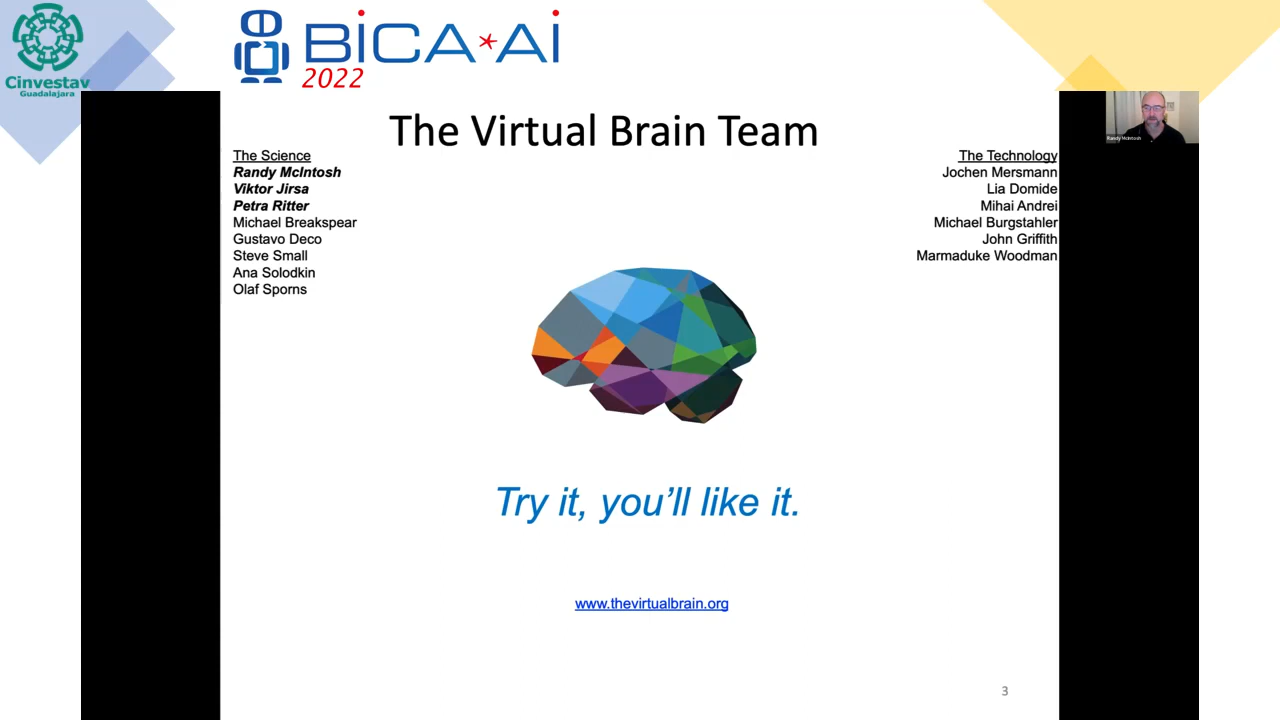 Cinvestav
Guadalajara
BiCA*Ai
2022
The Virtual Brain Team
The Science
Randy McIntosh
Viktor Jirsa
Petra Ritter
Michael Breakspear
Gustavo Deco
Steve Small
Ana Solodkin
Olaf Sporns
The Technology
Jochen Mersmann
Lia Domide
Mihai Andrei
Michael Burgstahler
John Griffith
Marmaduke Woodman
Randy McIntosh
Try it, you’ll like it.
www.thevirtualbrain.org
3